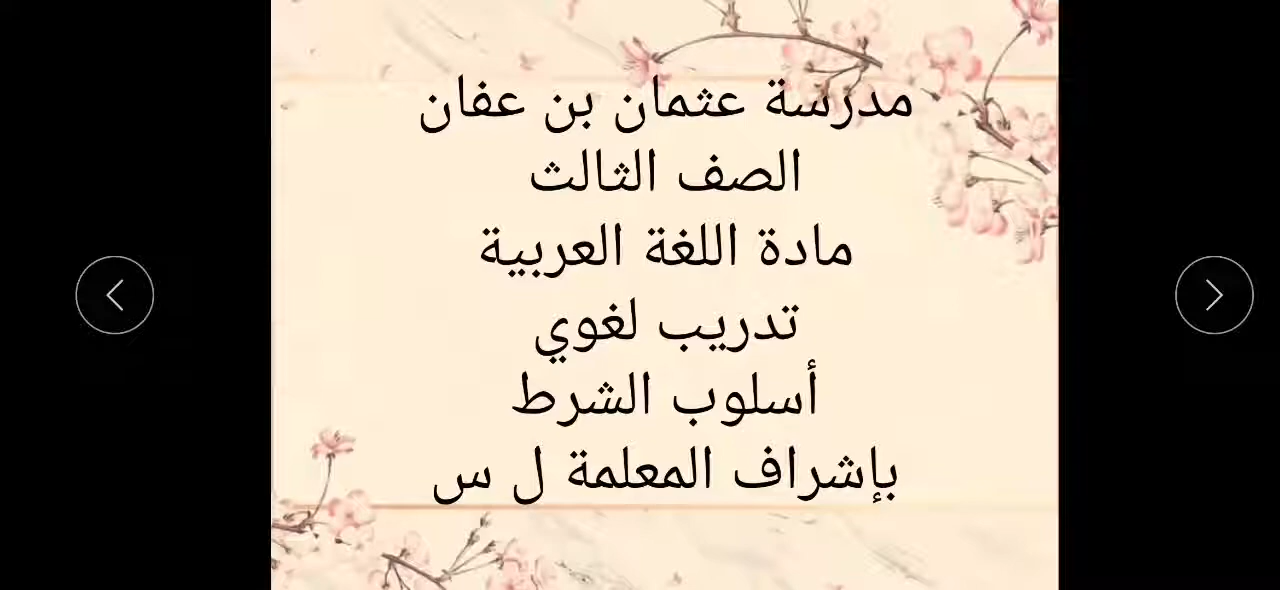 مدرسة عثمان بن عفان
الصف الثالث
مادة اللغة العربية
تدريب لغوي
أسلوب الشرط
بإشراف المعلمة ل س